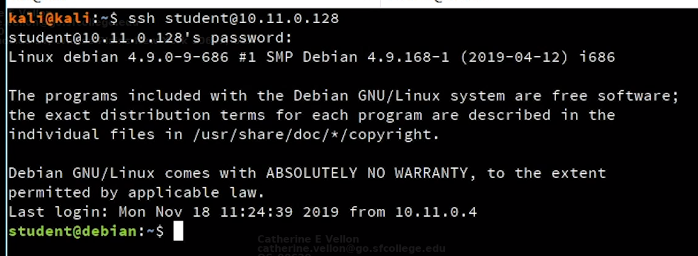 kali@kali:~$ ssh student@10.11.0.128
student@10.11.0.128's password:
Linux debian 4.9.0-9-686 #1 SMP Debian 4.9.168-1 (2019-04-12) i686

The programs included with the Debian GNU/Linux system are free software;
the exact distribution terms for each program are described in the
individual files in /usr/share/doc/*/copyright.

Debian GNU/Linux comes with ABSOLUTELY NO WARRANTY, to the extent
permitted by applicable law.
Last login: Mon Nov 18 11:24:39 2019 from 10.11.0.4
student@debian:~$
Catherine E Vellon
catherine.vellon@go.sfcollege.edu